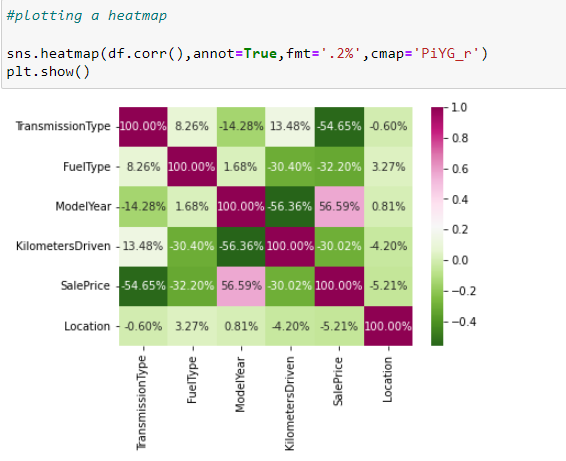 #plotting a heatmap
sns.heatmap(df.corr(),annot=True,fmt='.2%',cmap='PiYG_r')
plt.show()
TransmissionType 100.00% 8.26% -14.28% 13.48% -54.65% -0.60%
FuelType 8.26% 100.00% 1.68% -30.40% -32.20% 3.27%
ModelYear -14.28% 1.68% 100.00% -56.36% 56.59% 0.81%
KilometersDriven 13.48% -30.40% -56.36% 100.00% -30.02% -4.20%
SalePrice -54.65% -32.20% 56.59% -30.02% 100.00% -5.21%
Location -0.60% 3.27% 0.81% -4.20% -5.21% 100.00%
TransmissionType
FuelType
ModelYear
KilometersDriven
SalePrice
Location
1.0
0.8
0.6
0.4
0.2
0.0
−0.2
−0.4